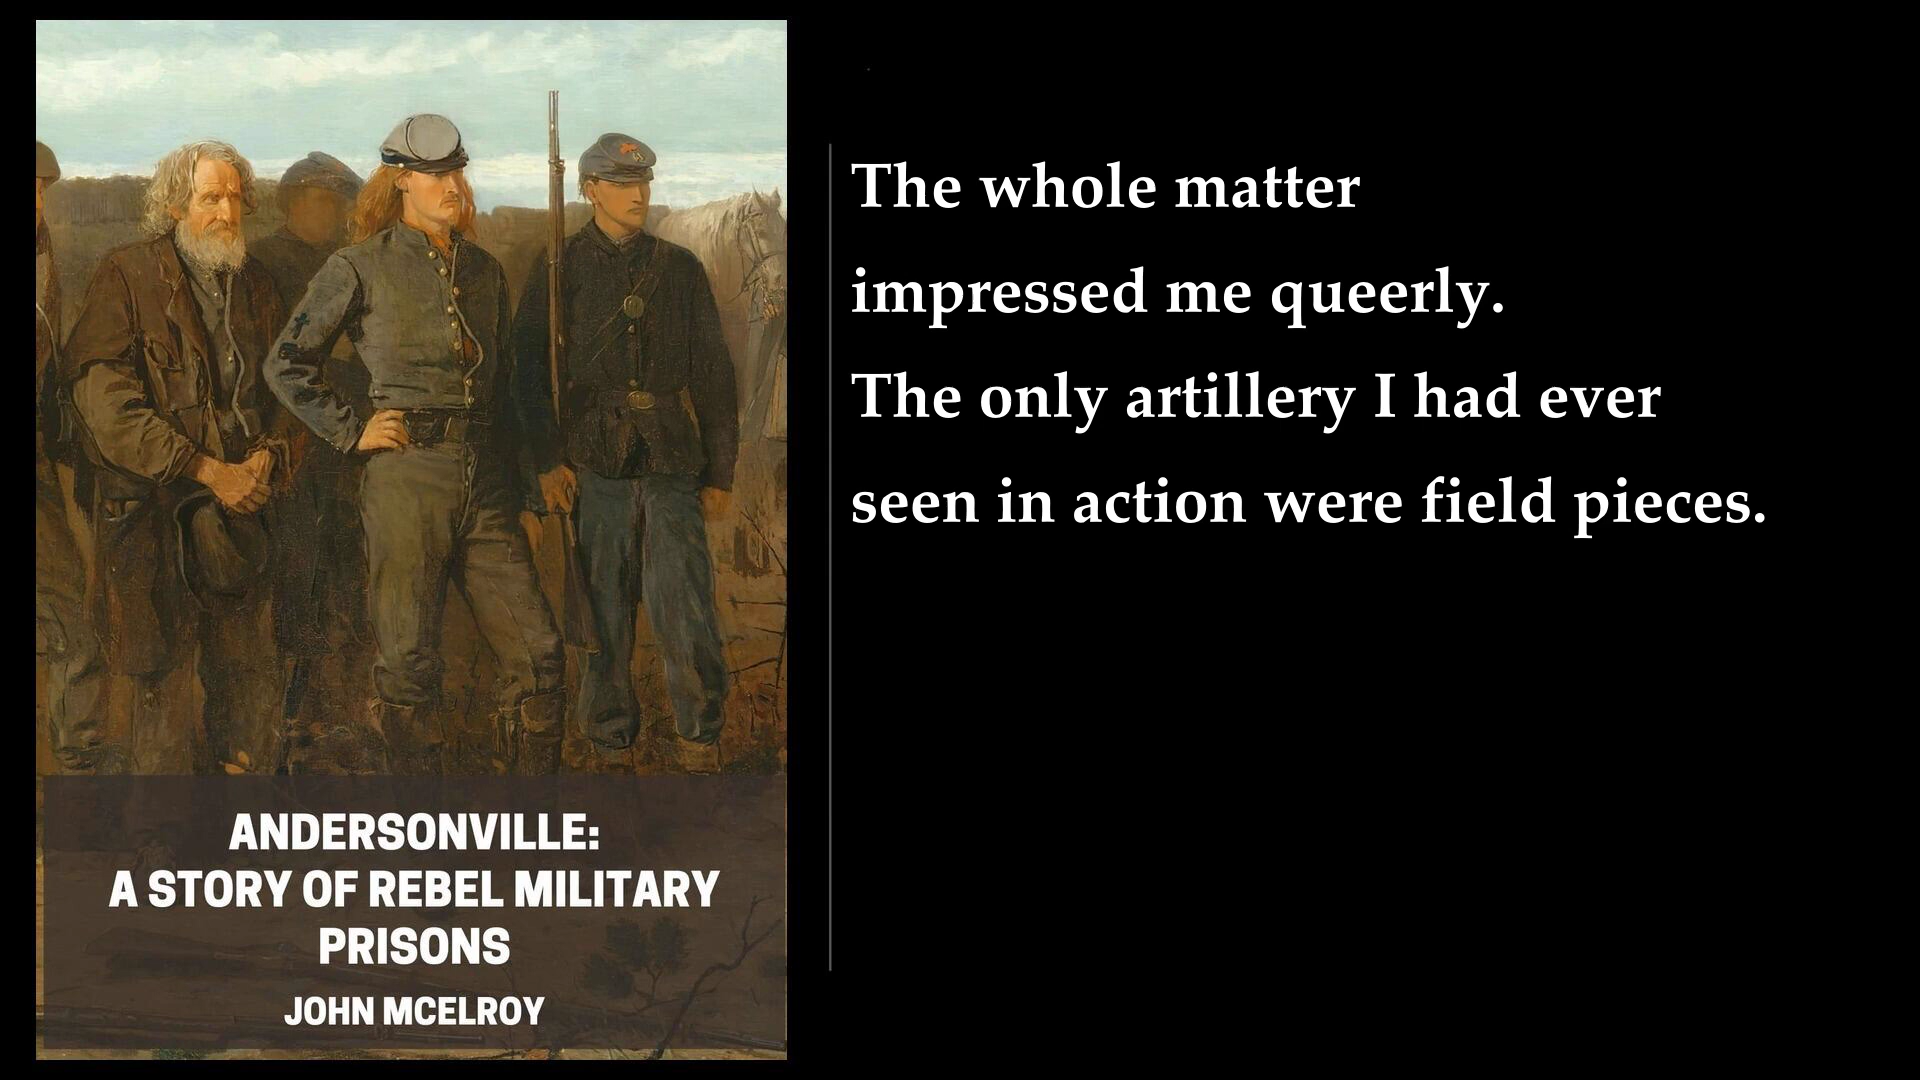 ANDERSONVILLE:
A STORY OF REBEL MILITARY
PRISONS
JOHN MCELROY
The whole matter
impressed me queerly.
The only artillery I had ever
seen in action were field pieces.